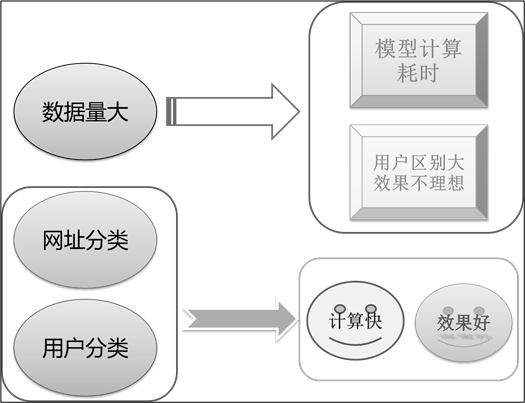 数据量大
模型计算
耗时
用户区别大
效果不理想
网址分类
用户分类
计算快
效果好